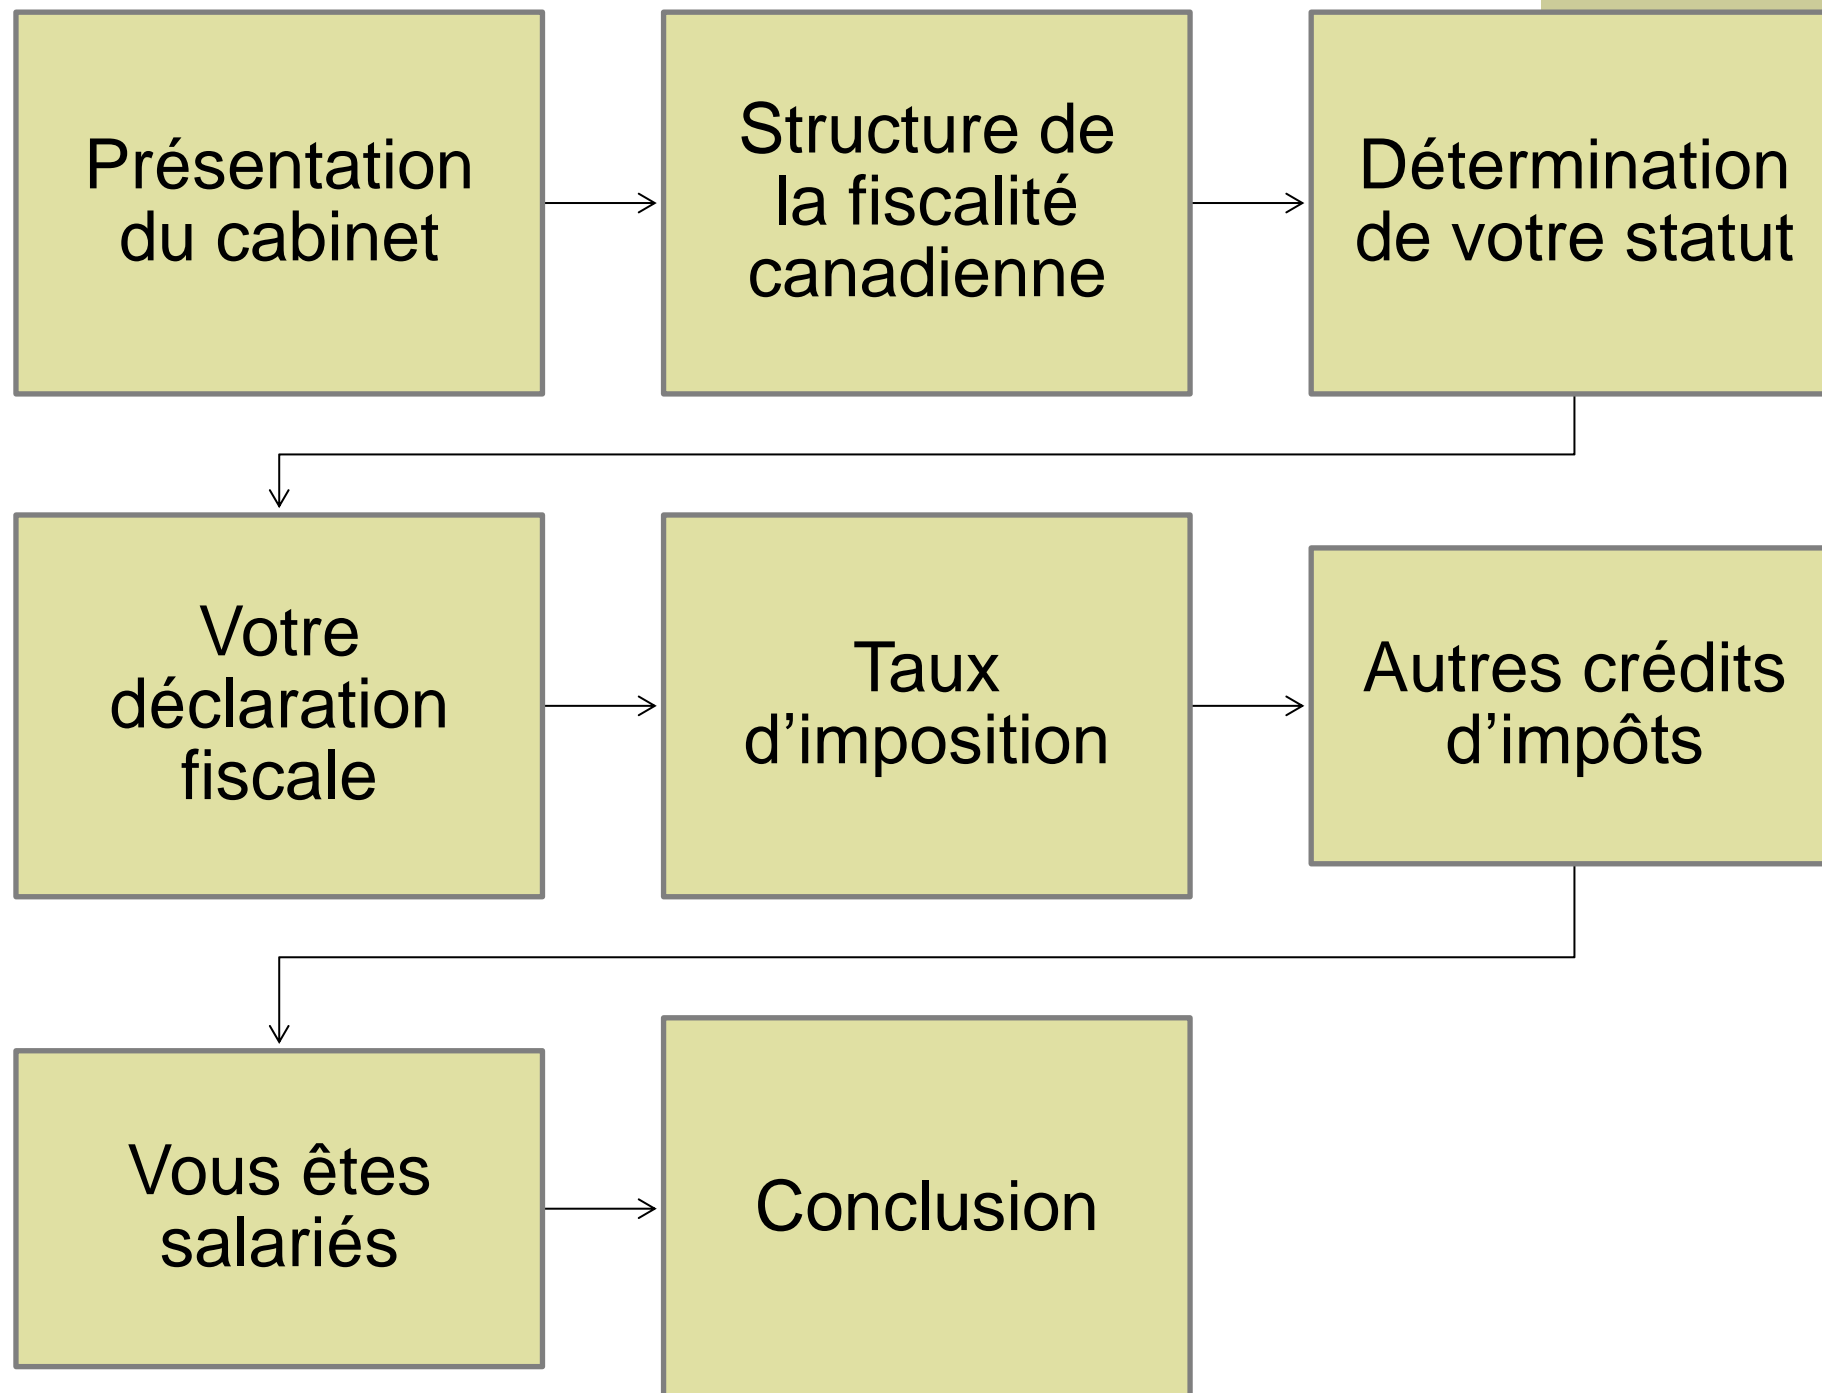 Présentation
du cabinet
Structure de
la fiscalité
canadienne
Détermination
de votre statut
Votre
déclaration
fiscale
Taux
d’imposition
Autres crédits
d’impôts
Vous êtes
salariés
Conclusion